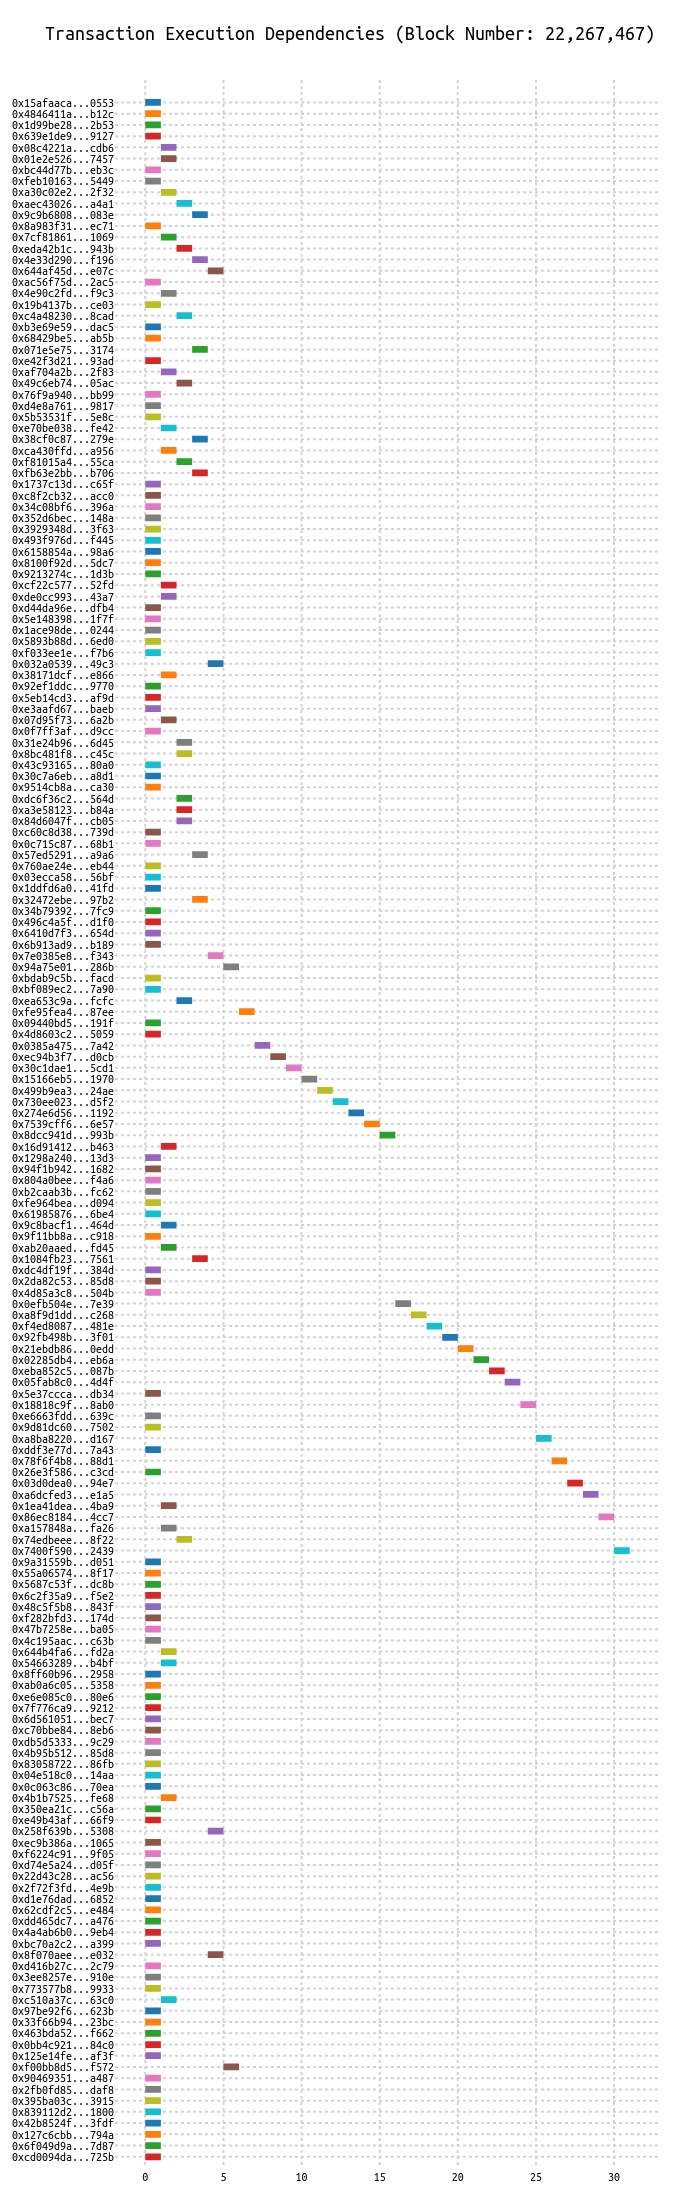 Transaction Execution Dependencies (Block Number: 22,267,467)
0x15afaaca...0553
0x4846411a...b12c
0x1d99be28...2b53
0x639e1de9...9127
0x08c4221a...cdb6
0x01e2e526...7457
0xbc44d77b...eb3c
0xfeb10163...5449
0xa30c02e2...2f32
0xaec43026...a4a1
0x9c9b6808...083e
0x8a983f31...ec71
0x7cf81861...1069
0xeda42b1c...943b
0x4e33d290...f196
0x644af45d...e07c
0xac56f75d...2ac5
0x4e90c2fd...f9c3
0x19b4137b...ce03
0xc4a48230...8cad
0xb3e69e59...dac5
0x68429be5...ab5b
0x071e5e75...3174
0xe42f3d21...93ad
0xaf704a2b...2f83
0x49c6eb74...05ac
0x76f9a940...bb99
0xd4e8a761...9817
0x5b53531f...5e8c
0xe70be038...fe42
0x38cf0c87...279e
0xca430ffd...a956
0xf81015a4...55ca
0xfb63e2bb...b706
0x1737c13d...c65f
0xc8f2cb32...acc0
0x34c08bf6...396a
0x352d6bec...148a
0x3929348d...3f63
0x493f976d...f445
0x6158854a...98a6
0x8100f92d...5dc7
0x9213274c...1d3b
0xcf22c577...52fd
0xde0cc993...43a7
0xd44da96e...dfb4
0x5e148398...1f7f
0x1ace98de...0244
0x5893b88d...6ed0
0xf033ee1e...f7b6
0x032a0539...49c3
0x38171dcf...e866
0x92ef1ddc...9770
0x5eb14cd3...af9d
0xe3aafd67...baeb
0x07d95f73...6a2b
0x0f7ff3af...d9cc
0x31e24b96...6d45
0x8bc481f8...c45c
0x43c93165...80a0
0x30c7a6eb...a8d1
0x9514cb8a...ca30
0xdc6f36c2...564d
0xa3e58123...b84a
0x84d6047f...cb05
0xc60c8d38...739d
0x0c715c87...68b1
0x57ed5291...a9a6
0x760ae24e...eb44
0x03ecca58...56bf
0x1ddfd6a0...41fd
0x32472ebe...97b2
0x34b79392...7fc9
0x496c4a5f...d1f0
0x6410d7f3...654d
0x6b913ad9...b189
0x7e0385e8...f343
0x94a75e01...286b
0xbdab9c5b...facd
0xbf089ec2...7a90
0xea653c9a...fcfc
0xfe95fea4...87ee
0x09440bd5...191f
0x4d8603c2...5059
0x0385a475...7a42
0xec94b3f7...d0cb
0x30c1dae1...5cd1
0x15166eb5...1970
0x499b9ea3...24ae
0x730ee023...d5f2
0x274e6d56...1192
0x7539cff6...6e57
0x8dcc941d...993b
0x16d91412...b463
0x1298a240...13d3
0x94f1b942...1682
0x804a0bee...f4a6
0xb2caab3b...fc62
0xfe964bea...d094
0x61985876...6be4
0x9c8bacf1...464d
0x9f11bb8a...c918
0xab20aaed...fd45
0x1084fb23...7561
0xdc4df19f...384d
0x2da82c53...85d8
0x4d85a3c8...504b
0x0efb504e...7e39
0xa8f9d1dd...c268
0xf4ed8087...481e
0x92fb498b...3f01
0x21ebdb86...0edd
0x02285db4...eb6a
0xeba852c5...087b
0x05fab8c0...4d4f
0x5e37ccca...db34
0x18818c9f...8ab0
0xe6663fdd...639c
0x9d81dc60...7502
0xa8ba8220...d167
0xddf3e77d...7a43
0x78f6f4b8...88d1
0x26e3f586...c3cd
0x03d0dea0...94e7
0xa6dcfed3...e1a5
0x1ea41dea...4ba9
0x86ec8184...4cc7
0xa157848a...fa26
0x74edbeee...8f22
0x7400f590...2439
0x9a31559b...d051
0x55a06574...8f17
0x5687c53f...dc8b
0x6c2f35a9...f5e2
0x48c5f5b8...843f
0xf282bfd3...174d
0x47b7258e...ba05
0x4c195aac...c63b
0x644b4fa6...fd2a
0x54663289...b4bf
0x8ff60b96...2958
0xab0a6c05...5358
0xe6e085c0...80e6
0x7f776ca9...9212
0x6d561051...bec7
0xc70bbe84...8eb6
0xdb5d5333...9c29
0x4b95b512...85d8
0x83058722...86fb
0x04e518c0...14aa
0x0c063c86...70ea
0x4b1b7525...fe68
0x350ea21c...c56a
0xe49b43af...66f9
0x258f639b...5308
0xec9b386a...1065
0xf6224c91...9f05
0xd74e5a24...d05f
0x22d43c28...ac56
0x2f72f3fd...4e9b
0xd1e76dad...6852
0x62cdf2c5...e484
0xdd465dc7...a476
0x4a4ab6b0...9eb4
0xbc70a2c2...a399
0x8f070aee...e032
0xd416b27c...2c79
0x3ee8257e...910e
0x773577b8...9933
0xc510a37c...63c0
0x97be92f6...623b
0x33f66b94...23bc
0x463bda52...f662
0x0bb4c921...84c0
0x125e14fe...af3f
0xf00bb8d5...f572
0x90469351...a487
0x2fb0fd85...daf8
0x395ba03c...3915
0x839112d2...1800
0x42b8524f...3fdf
0x127c6cbb...794a
0x6f049d9a...7d87
0xcd0094da...725b
0 5 10 15 20 25 30